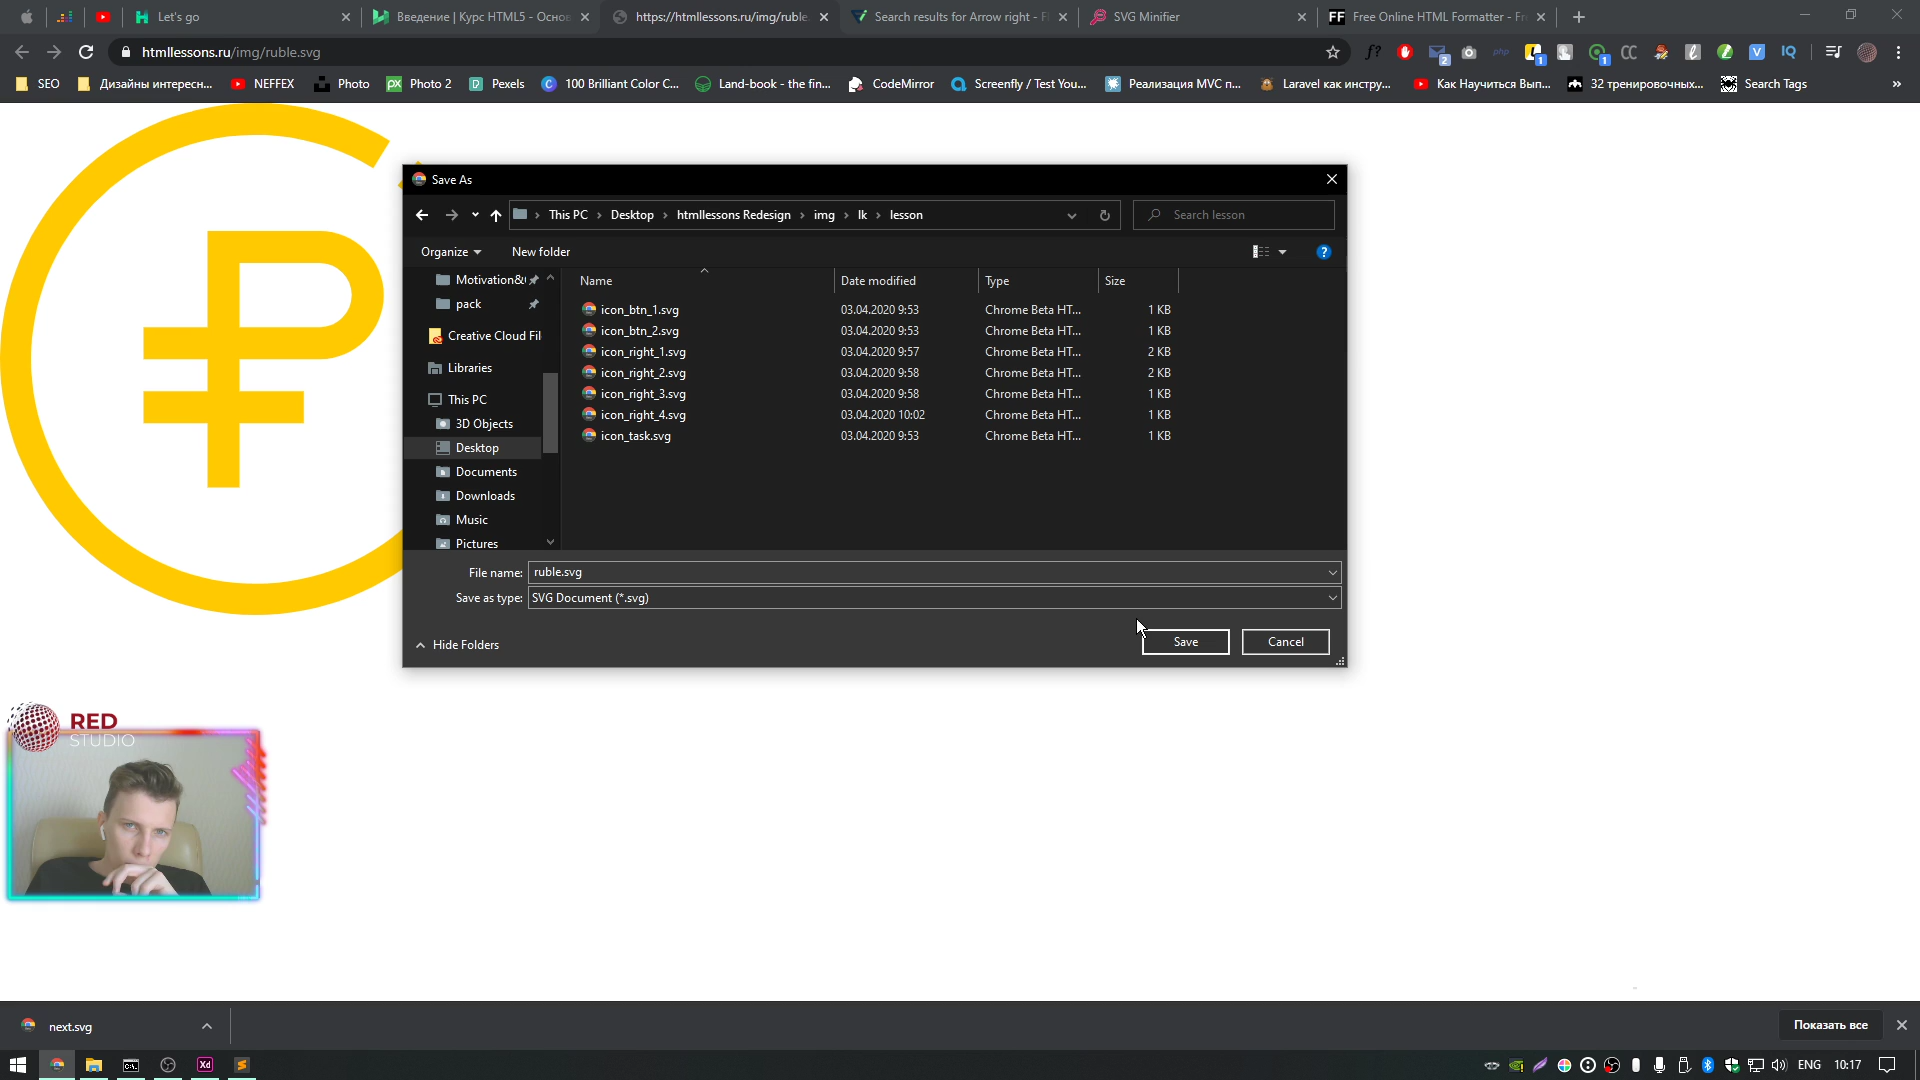 Let's go
Введение | Курс HTML5 - Основ
https://htmllessons.ru/img/ruble.
Search results for Arrow right - Fl
SVG Minifier
FF Free Online HTML Formatter - Fr
htmllessons.ru/img/ruble.svg
SEO
Дизайны интересн...
NEFFEX
Photo
Photo 2
Pexels
100 Brilliant Color C...
Land-book - the fin...
CodeMirror
Screenfly / Test You...
Реализация MVC п...
Laravel как инстру...
Как Научиться Вып...
32 тренировочных...
Search Tags
Save As
This PC > Desktop > htmllessons Redesign > img > lk > lesson
Search lesson
Organize
New folder
Motivation&
pack
Creative Cloud Fil
Libraries
This PC
3D Objects
Desktop
Documents
Downloads
Music
Pictures
Name Date modified Type Size
icon_btn_1.svg 03.04.2020 9:53 Chrome Beta HT... 1 KB
icon_btn_2.svg 03.04.2020 9:53 Chrome Beta HT... 1 KB
icon_right_1.svg 03.04.2020 9:57 Chrome Beta HT... 2 KB
icon_right_2.svg 03.04.2020 9:58 Chrome Beta HT... 2 KB
icon_right_3.svg 03.04.2020 9:58 Chrome Beta HT... 1 KB
icon_right_4.svg 03.04.2020 10:02 Chrome Beta HT... 1 KB
icon_task.svg 03.04.2020 9:53 Chrome Beta HT... 1 KB
File name: ruble.svg
Save as type: SVG Document (*.svg)
Hide Folders
Save
Cancel
RED
STUDIO
next.svg
Показать все
Xd
ENG
10:17